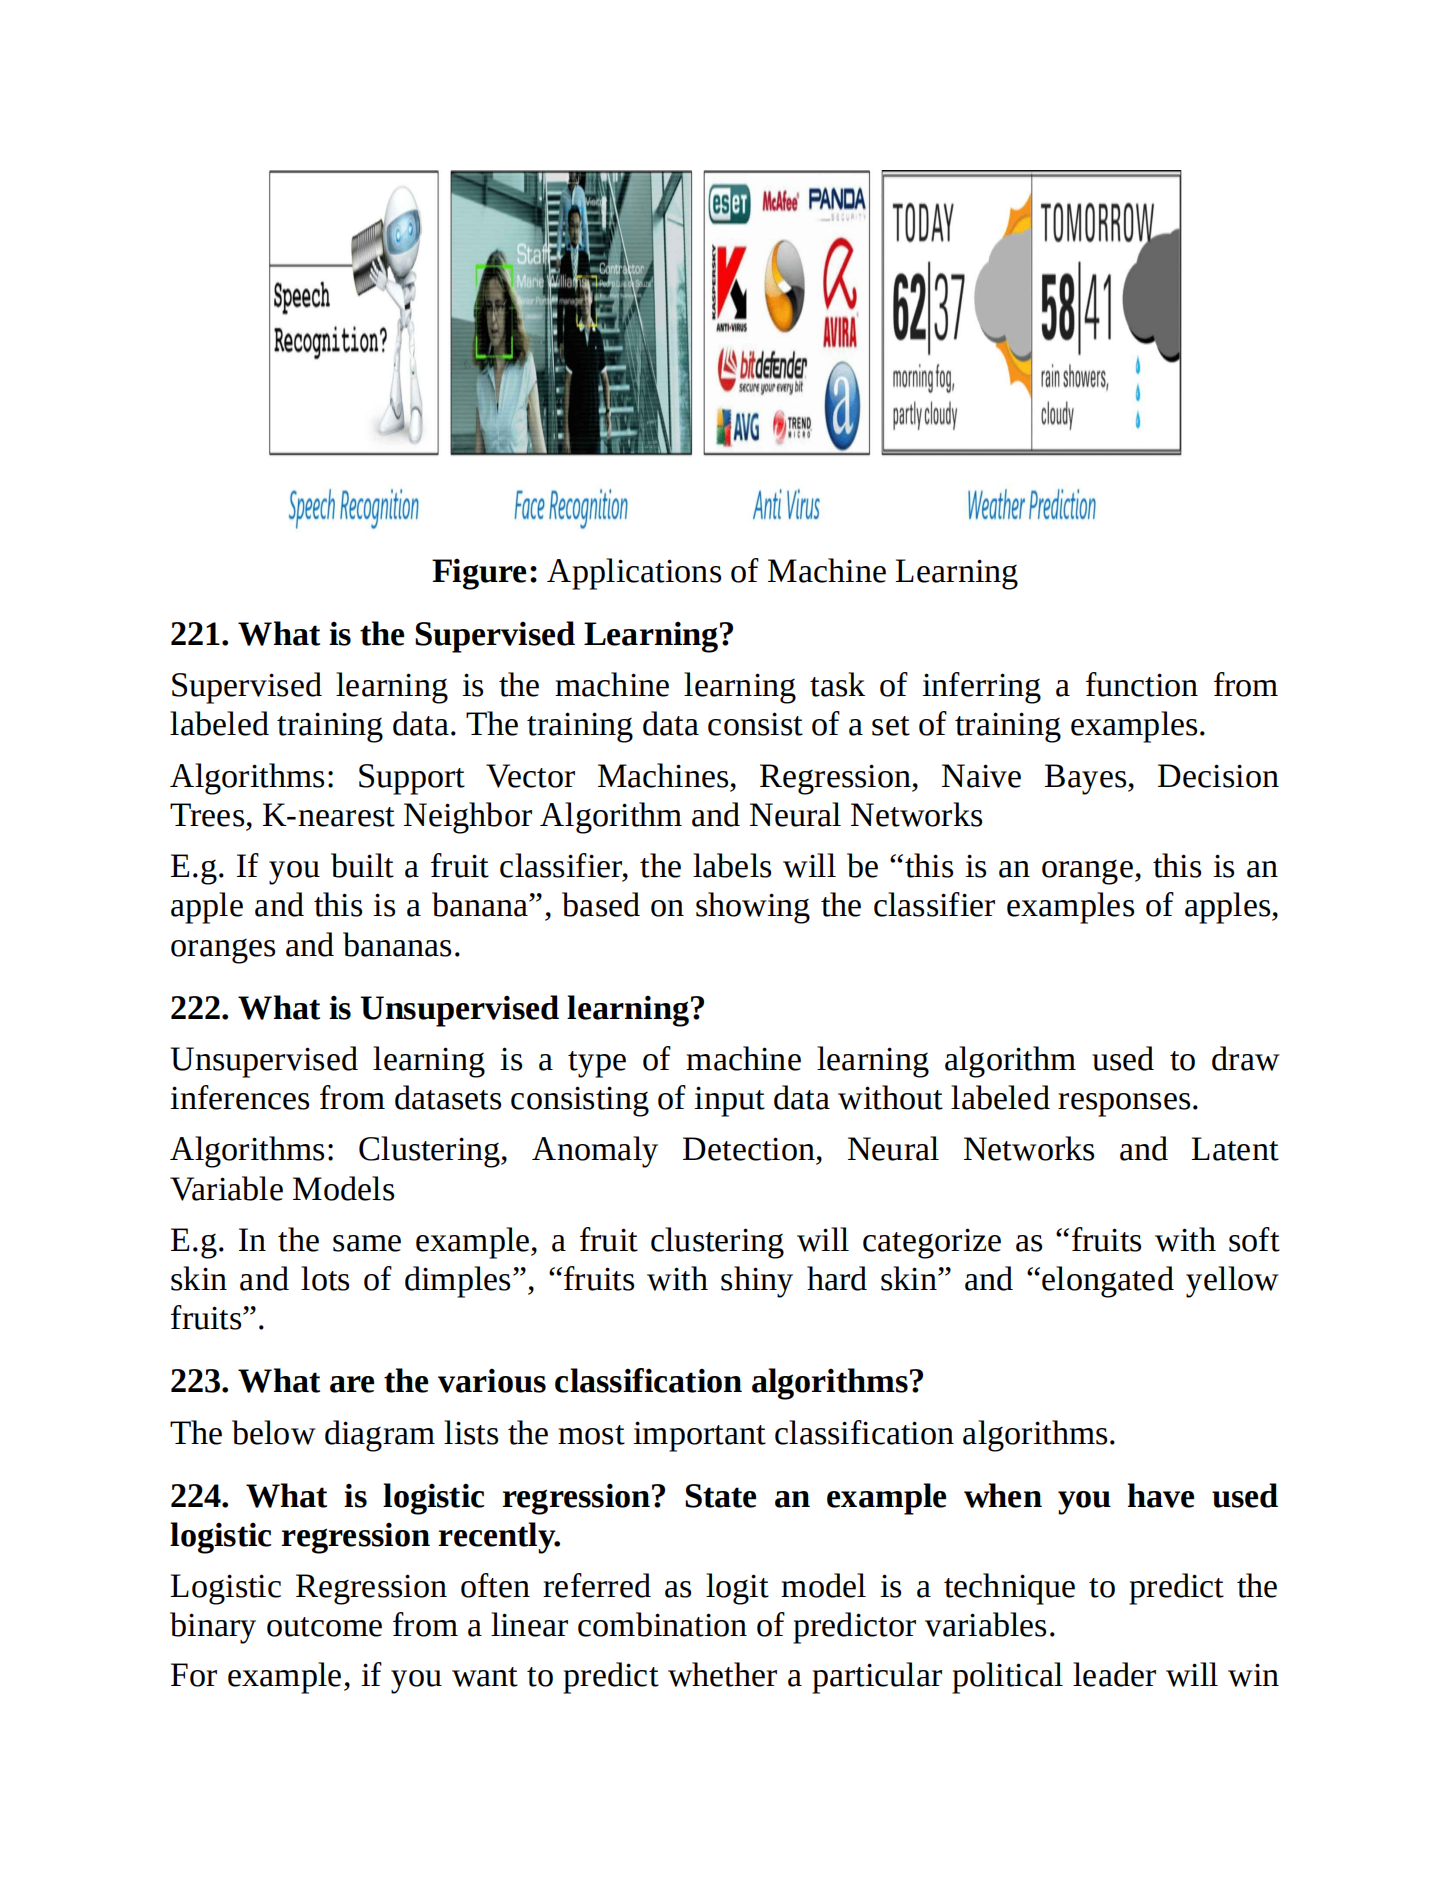 Speech
Recognition?
Visitor
Staff
Marie Williams
Contractor
eseT
McAfee
PANDA
SECURITY
KASPERSKY
ANTI-VIRUS
AVIRA
bitdefender
secure your every bit
AVG
TREND
MICRO
a
TODAY
62|37
morning fog,
partly cloudy
TOMORROW
58|41
rain showers,
cloudy
Speech Recognition
Face Recognition
Anti Virus
Weather Prediction
Figure: Applications of Machine Learning
221. What is the Supervised Learning?
Supervised learning is the machine learning task of inferring a function from
labeled training data. The training data consist of a set of training examples.
Algorithms: Support Vector Machines, Regression, Naive Bayes, Decision
Trees, K-nearest Neighbor Algorithm and Neural Networks
E.g. If you built a fruit classifier, the labels will be “this is an orange, this is an
apple and this is a banana”, based on showing the classifier examples of apples,
oranges and bananas.
222. What is Unsupervised learning?
Unsupervised learning is a type of machine learning algorithm used to draw
inferences from datasets consisting of input data without labeled responses.
Algorithms: Clustering, Anomaly Detection, Neural Networks and Latent
Variable Models
E.g. In the same example, a fruit clustering will categorize as “fruits with soft
skin and lots of dimples”, “fruits with shiny hard skin” and “elongated yellow
fruits”.
223. What are the various classification algorithms?
The below diagram lists the most important classification algorithms.
224. What is logistic regression? State an example when you have used
logistic regression recently.
Logistic Regression often referred as logit model is a technique to predict the
binary outcome from a linear combination of predictor variables.
For example, if you want to predict whether a particular political leader will win